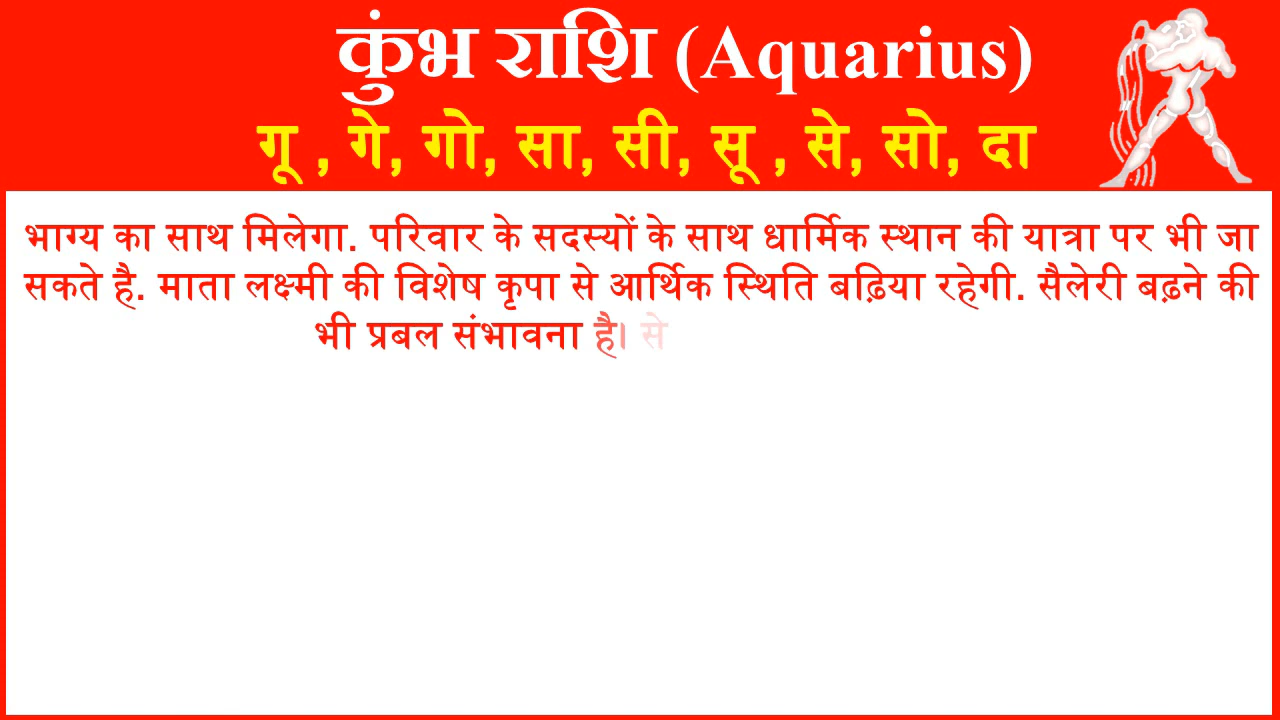 कुंभ राशि (Aquarius)
गू , गे, गो, सा, सी, सू , से, सो, दा
भाग्य का साथ मिलेगा. परिवार के सदस्यों के साथ धार्मिक स्थान की यात्रा पर भी जा
सकते है. माता लक्ष्मी की विशेष कृपा से आर्थिक स्थिति बढ़िया रहेगी. सैलेरी बढ़ने की
भी प्रबल संभावना है। से